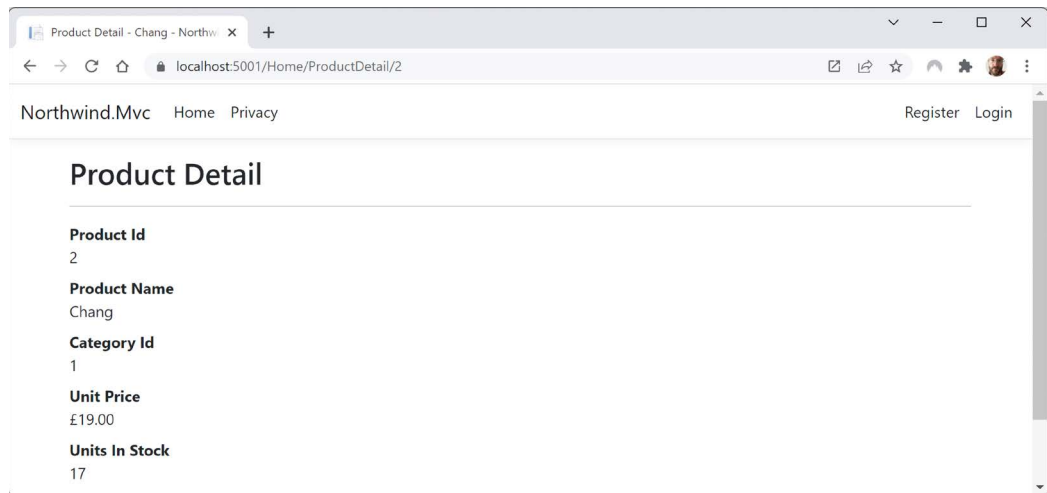 Product Detail - Chang - Northw
localhost:5001/Home/ProductDetail/2
Northwind.Mvc Home Privacy Register Login
Product Detail
Product Id
2
Product Name
Chang
Category Id
1
Unit Price
£19.00
Units In Stock
17